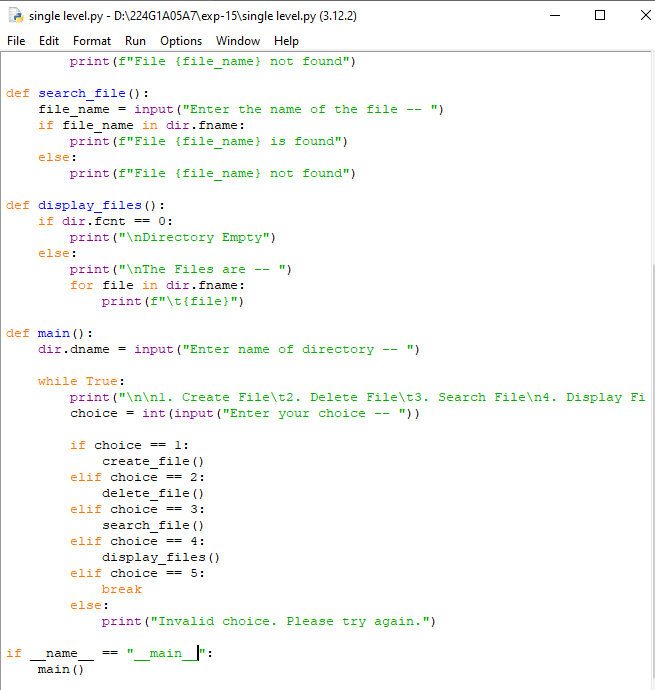 single level.py - D:\224G1A05A7\exp-15\single level.py (3.12.2)
File Edit Format Run Options Window Help
        print(f"File {file_name} not found")

def search_file():
    file_name = input("Enter the name of the file -- ")
    if file_name in dir.fname:
        print(f"File {file_name} is found")
    else:
        print(f"File {file_name} not found")

def display_files():
    if dir.fcnt == 0:
        print("\nDirectory Empty")
    else:
        print("\nThe Files are -- ")
        for file in dir.fname:
            print(f"\t{file}")

def main():
    dir.dname = input("Enter name of directory -- ")

    while True:
        print("\n\n1. Create File\t2. Delete File\t3. Search File\n4. Display Fi
        choice = int(input("Enter your choice -- "))

        if choice == 1:
            create_file()
        elif choice == 2:
            delete_file()
        elif choice == 3:
            search_file()
        elif choice == 4:
            display_files()
        elif choice == 5:
            break
        else:
            print("Invalid choice. Please try again.")

if __name__ == "__main__":
    main()